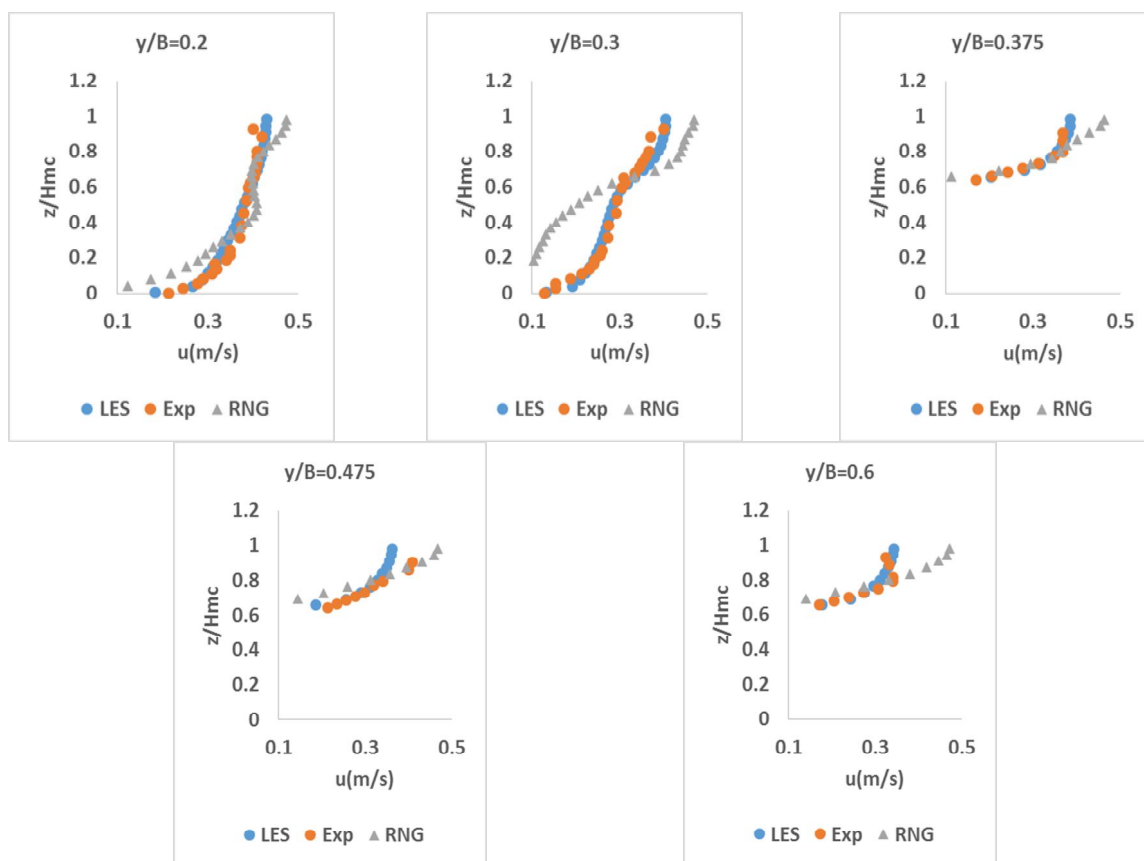 y/B=0.2
1.2
1
0.8
0.6
0.4
0.2
0
z/Hmc
0.1 0.3 0.5
u(m/s)
LES Exp RNG
y/B=0.3
1.2
1
0.8
0.6
0.4
0.2
0
z/Hmc
0.1 0.3 0.5
u(m/s)
LES Exp RNG
y/B=0.375
1.2
1
0.8
0.6
0.4
0.2
0
z/Hmc
0.1 0.3 0.5
u(m/s)
LES Exp RNG
y/B=0.475
1.2
1
0.8
0.6
0.4
0.2
0
z/Hmc
0.1 0.3 0.5
u(m/s)
LES Exp RNG
y/B=0.6
1.2
1
0.8
0.6
0.4
0.2
0
z/Hmc
0.1 0.3 0.5
u(m/s)
LES Exp RNG